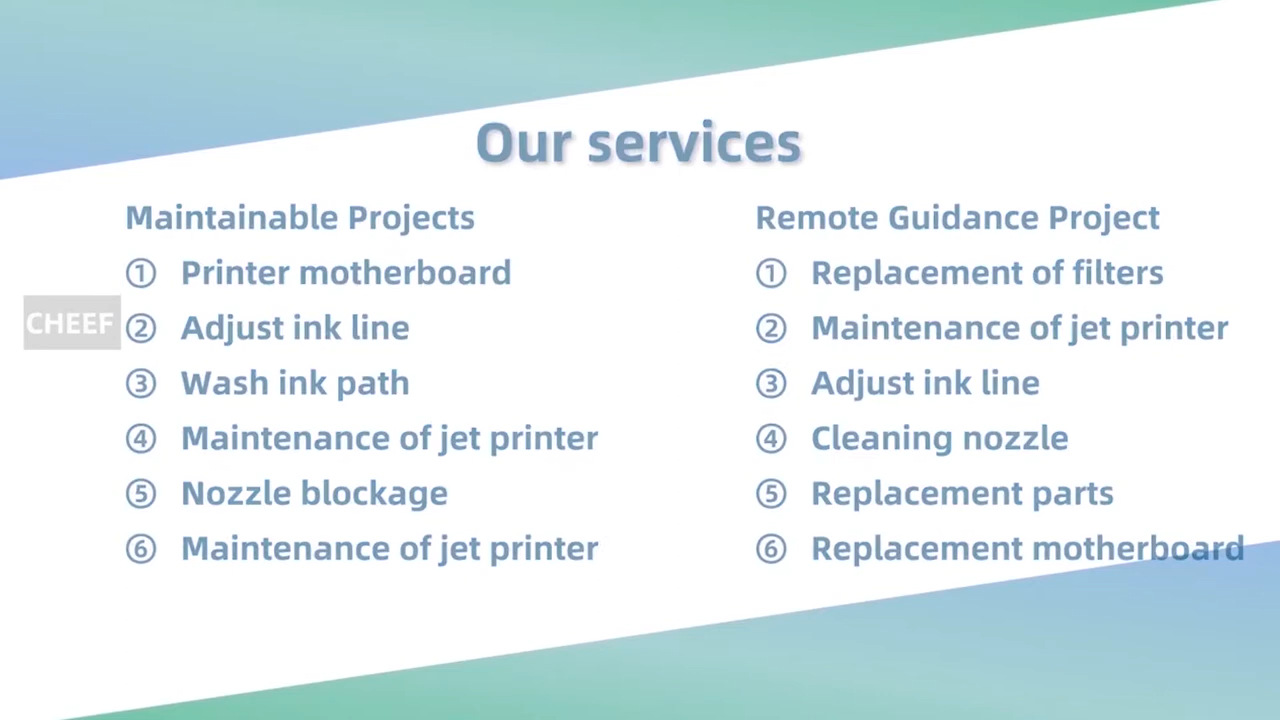 Our services
Maintainable Projects
① Printer motherboard
② Adjust ink line
③ Wash ink path
④ Maintenance of jet printer
⑤ Nozzle blockage
⑥ Maintenance of jet printer
Remote Guidance Project
① Replacement of filters
② Maintenance of jet printer
③ Adjust ink line
④ Cleaning nozzle
⑤ Replacement parts
⑥ Replacement motherboard
CHEEF